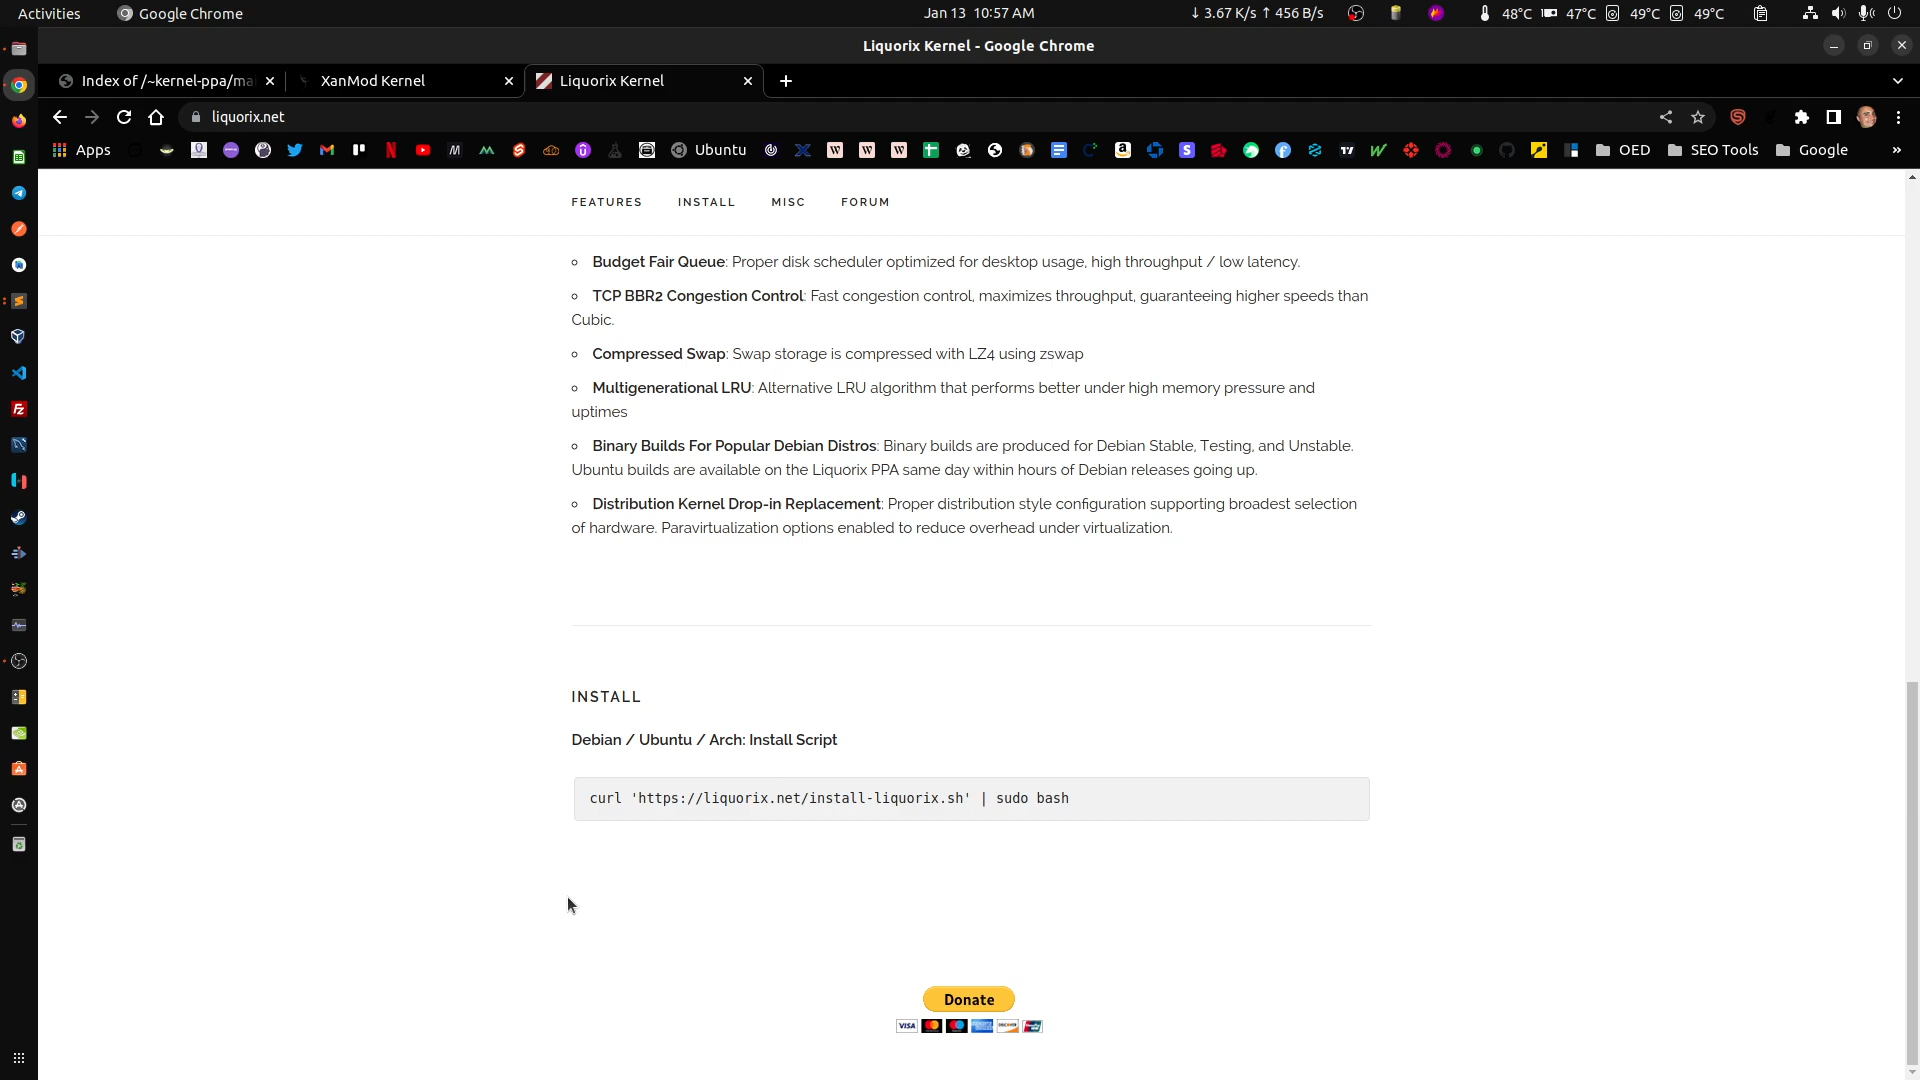 Activities Google Chrome Jan 13 10:57 AM ↓ 3.67 K/s ↑ 456 B/s 48°C 47°C 49°C 49°C
Liquorix Kernel - Google Chrome
Index of /~kernel-ppa/ma XanMod Kernel Liquorix Kernel
liquorix.net
Apps Ubuntu OED SEO Tools Google »
FEATURES INSTALL MISC FORUM
Budget Fair Queue: Proper disk scheduler optimized for desktop usage, high throughput / low latency.
TCP BBR2 Congestion Control: Fast congestion control, maximizes throughput, guaranteeing higher speeds than
Cubic.
Compressed Swap: Swap storage is compressed with LZ4 using zswap
Multigenerational LRU: Alternative LRU algorithm that performs better under high memory pressure and
uptimes
Binary Builds For Popular Debian Distros: Binary builds are produced for Debian Stable, Testing, and Unstable.
Ubuntu builds are available on the Liquorix PPA same day within hours of Debian releases going up.
Distribution Kernel Drop-in Replacement: Proper distribution style configuration supporting broadest selection
of hardware. Paravirtualization options enabled to reduce overhead under virtualization.
INSTALL
Debian / Ubuntu / Arch: Install Script
curl 'https://liquorix.net/install-liquorix.sh' | sudo bash
Donate
VISA